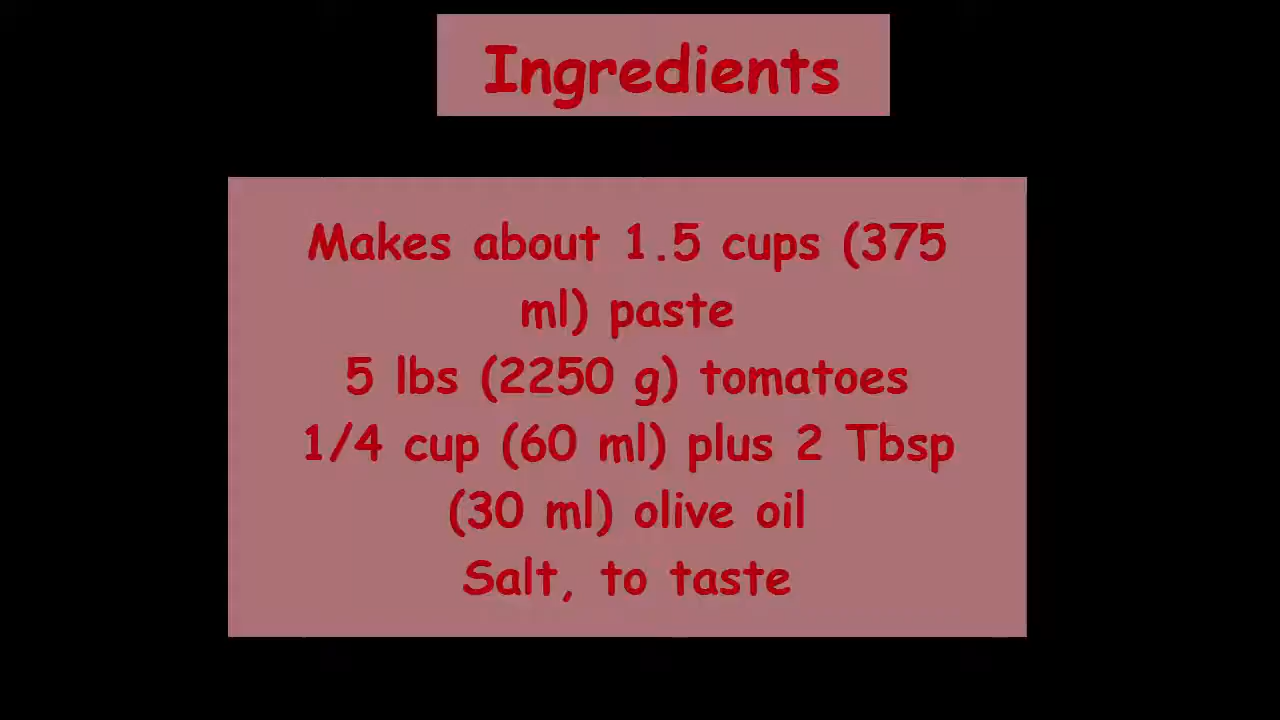 Ingredients
Makes about 1.5 cups (375
ml) paste
5 lbs (2250 g) tomatoes
1/4 cup (60 ml) plus 2 Tbsp
(30 ml) olive oil
Salt, to taste